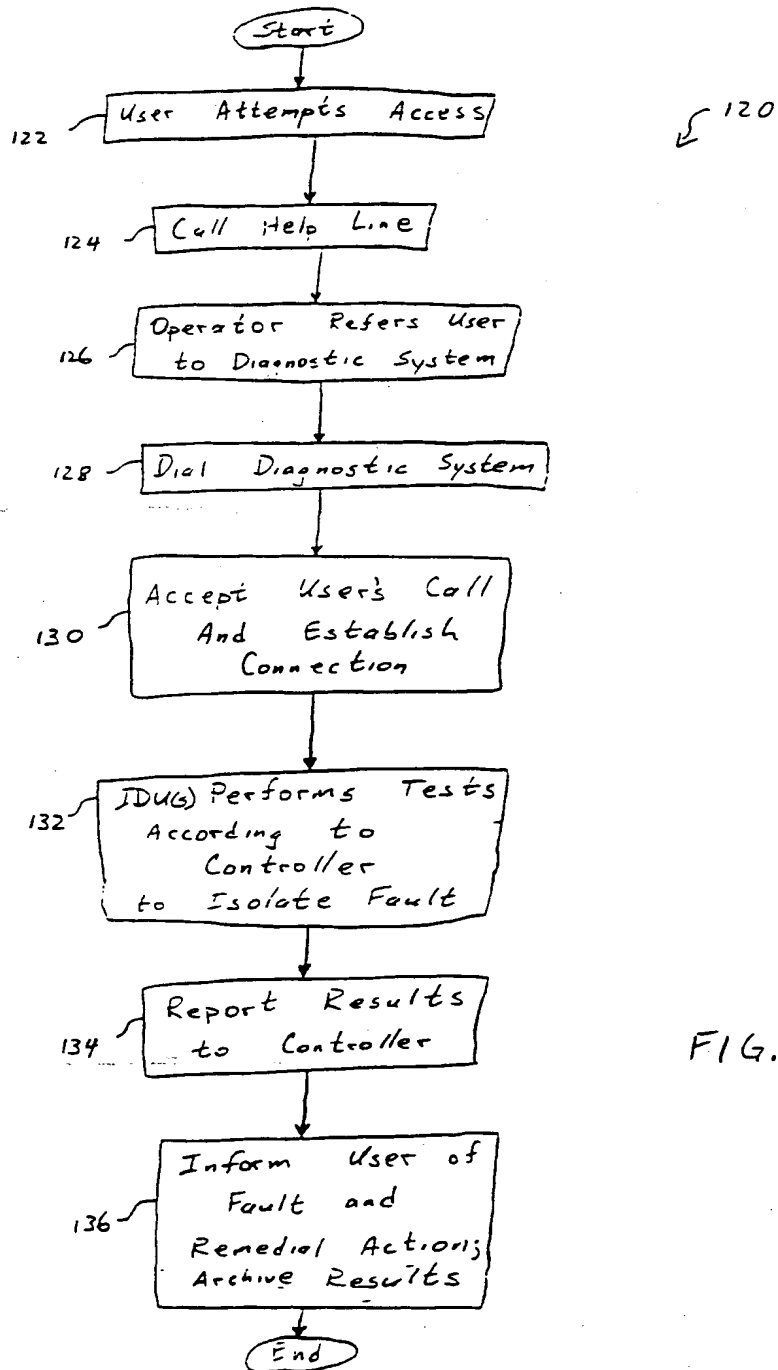 Start
120
User Attempts Access
122
Call Help Line
124
Operator Refers User
to Diagnostic System
126
Dial Diagnostic System
128
Accept User's Call
And Establish
Connection
130
IDU(s) Performs Tests
According to
Controller
to Isolate Fault
132
Report Results
to Controller
134
FIG.
Inform User of
Fault and
Remedial Action;
Archive Results
136
End